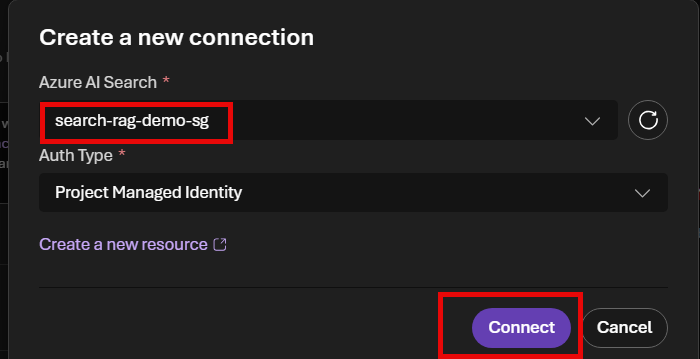 Create a new connection
Azure AI Search *
search-rag-demo-sg
Auth Type *
Project Managed Identity
Create a new resource
Connect Cancel